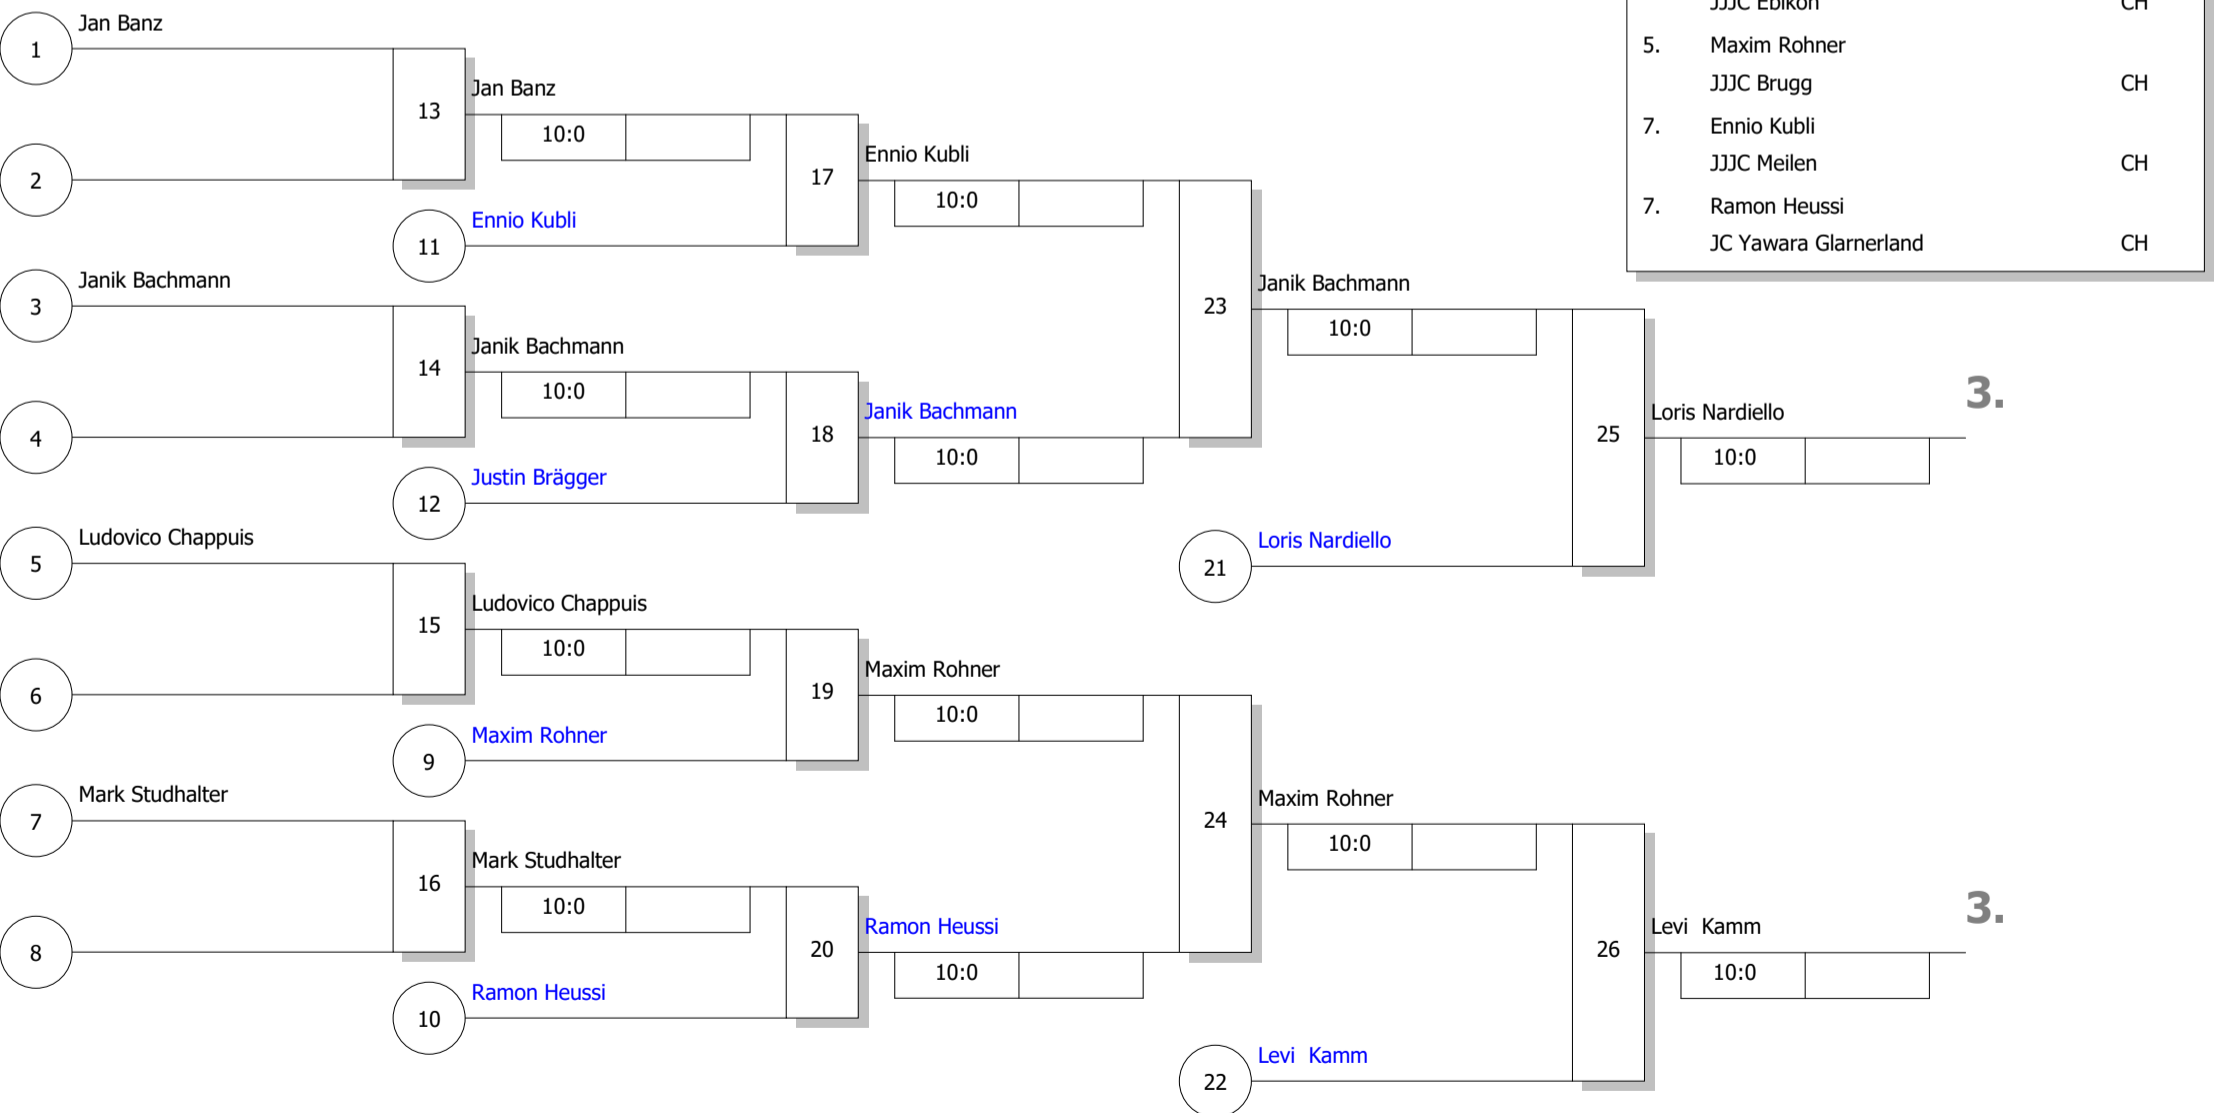 JJJC Ebikon CH
5. Maxim Rohner
JJJC Brugg CH
7. Ennio Kubli
JJJC Meilen CH
7. Ramon Heussi
JC Yawara Glarnerland CH
Jan Banz
1
13
Jan Banz
10:0
2
17
Ennio Kubli
10:0
Ennio Kubli
11
Janik Bachmann
3
23
Janik Bachmann
10:0
14
Janik Bachmann
10:0
4
18
Janik Bachmann
10:0
25
Loris Nardiello
10:0
3.
Justin Brägger
12
Ludovico Chappuis
5
Loris Nardiello
21
15
Ludovico Chappuis
10:0
6
19
Maxim Rohner
10:0
Maxim Rohner
9
Mark Studhalter
7
24
Maxim Rohner
10:0
16
Mark Studhalter
10:0
8
20
Ramon Heussi
10:0
26
Levi Kamm
10:0
3.
Ramon Heussi
10
Levi Kamm
22